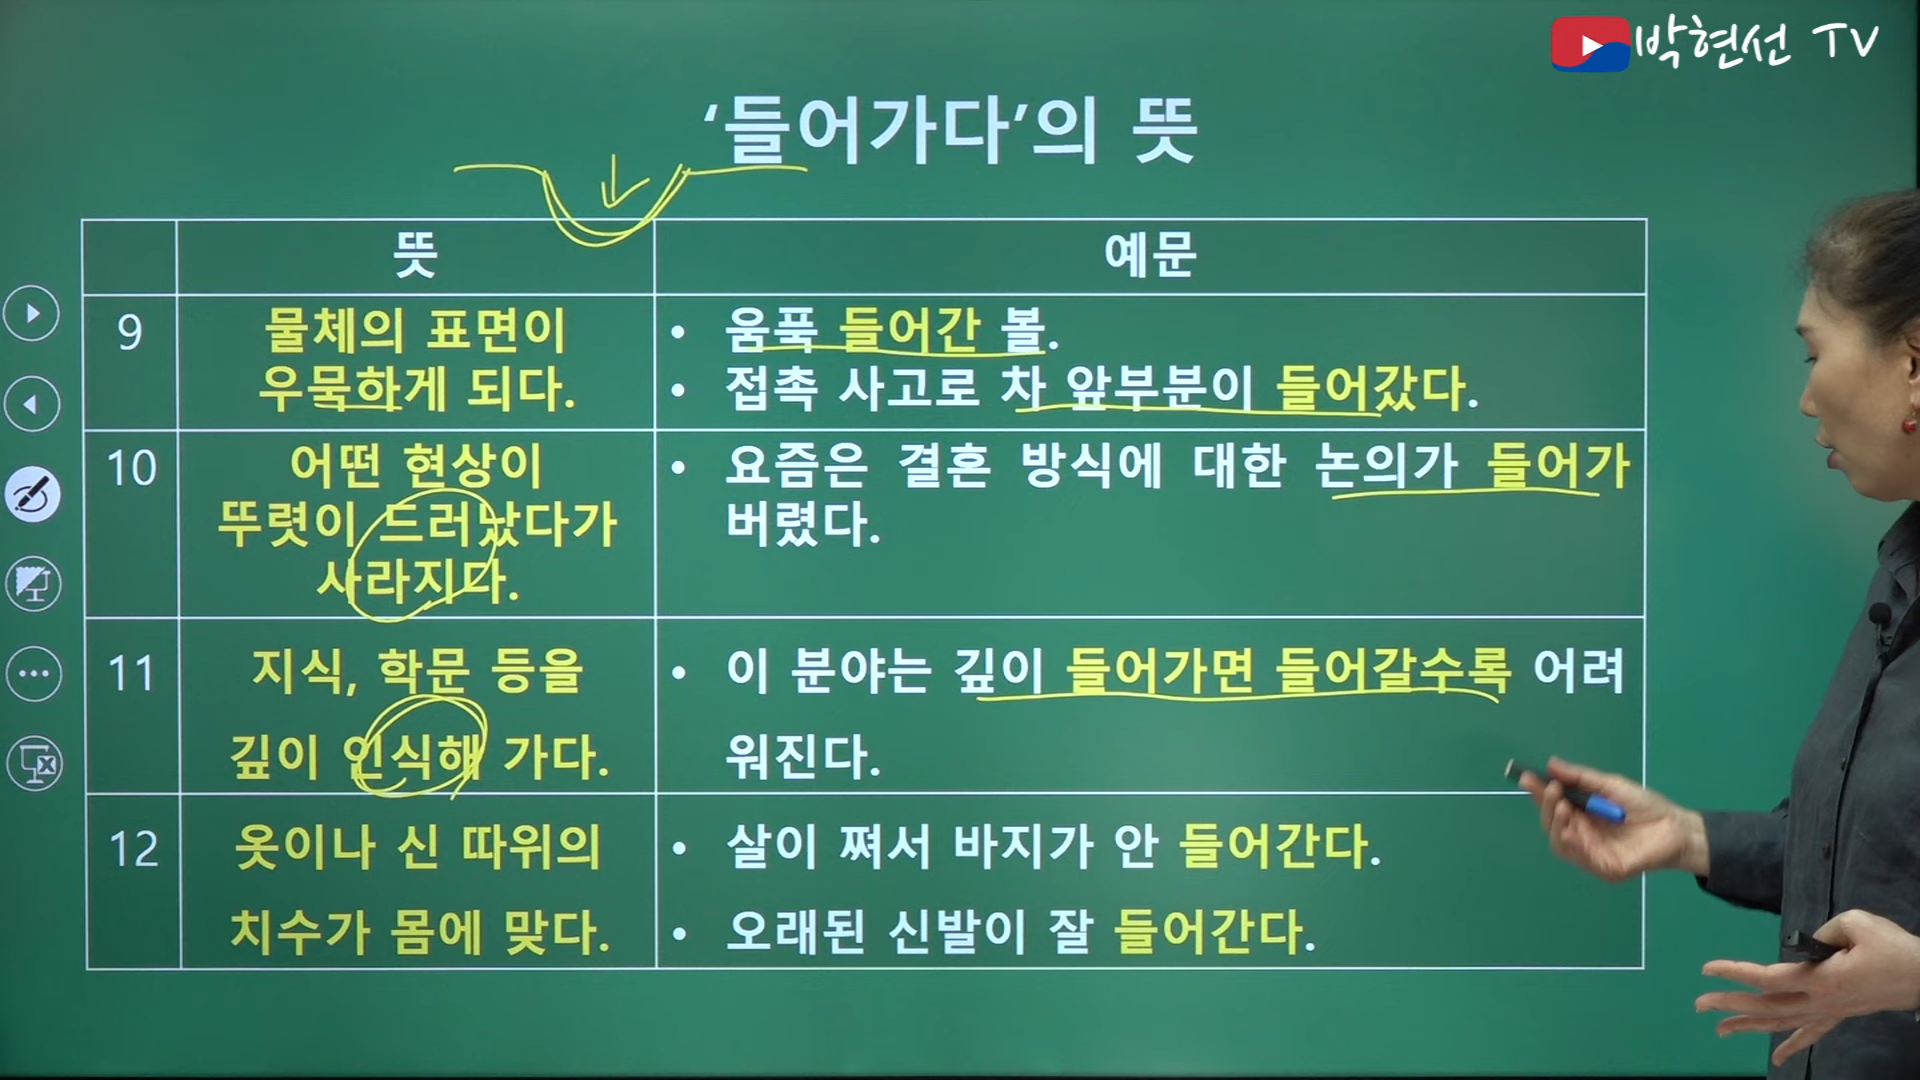 박현선 TV
‘들어가다’의 뜻
뜻 예문
9 물체의 표면이
우묵하게 되다.
• 움푹 들어간 볼.
• 접촉 사고로 차 앞부분이 들어갔다.
10 어떤 현상이
뚜렷이 드러났다가
사라지다.
• 요즘은 결혼 방식에 대한 논의가 들어가
버렸다.
11 지식, 학문 등을
깊이 인식해 가다.
• 이 분야는 깊이 들어가면 들어갈수록 어려
워진다.
12 옷이나 신 따위의
치수가 몸에 맞다.
• 살이 쪄서 바지가 안 들어간다.
• 오래된 신발이 잘 들어간다.